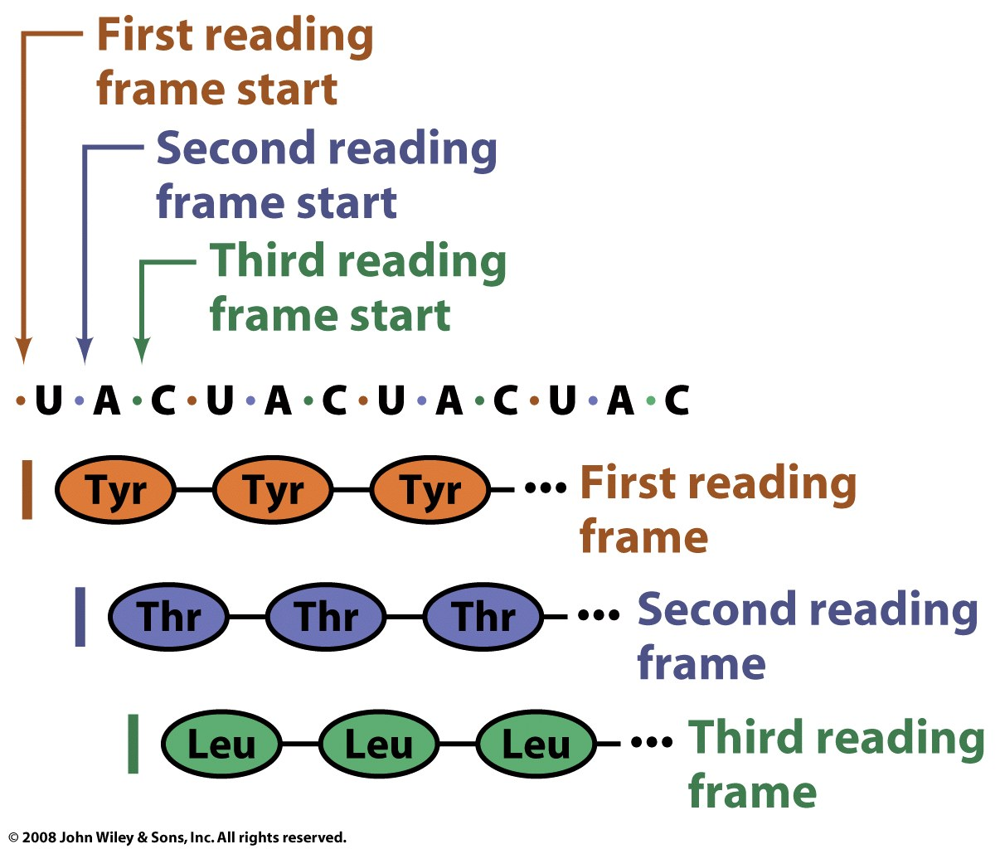 First reading
frame start
Second reading
frame start
Third reading
frame start
· U · A · C · U · A · C · U · A · C · U · A · C
Tyr Tyr Tyr ••• First reading
frame
Thr Thr Thr ••• Second reading
frame
Leu Leu Leu ••• Third reading
frame
© 2008 John Wiley & Sons, Inc. All rights reserved.